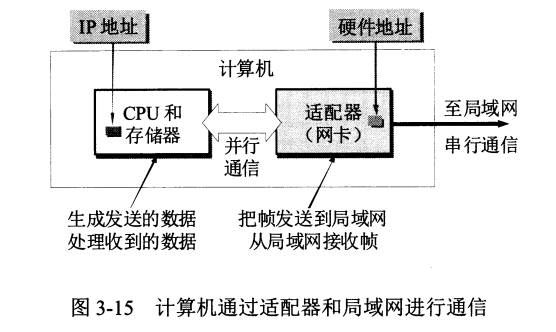 IP 地址
硬件地址
计算机
CPU 和
存储器
并行
通信
适配器
（网卡）
至局域网
串行通信
生成发送的数据
处理收到的数据
把帧发送到局域网
从局域网接收帧
图 3-15 计算机通过适配器和局域网进行通信